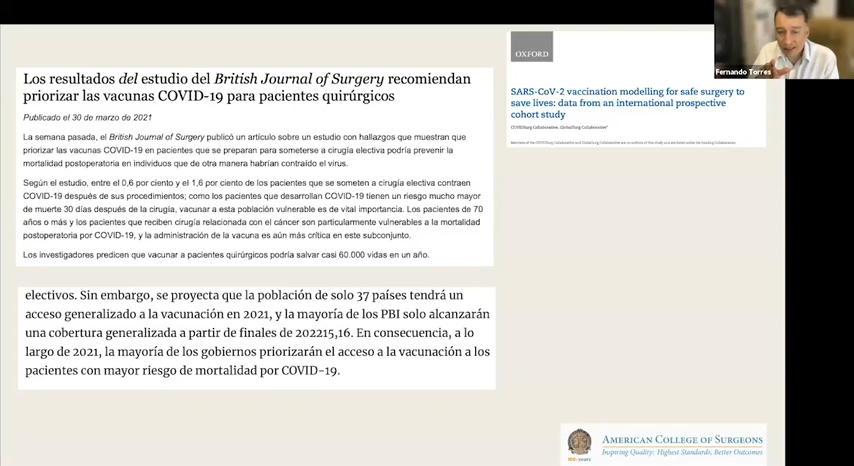 Los resultados del estudio del British Journal of Surgery recomiendan
priorizar las vacunas COVID-19 para pacientes quirúrgicos
Publicado el 30 de marzo de 2021
La semana pasada, el British Journal of Surgery publicó un artículo sobre un estudio con hallazgos que muestran que
priorizar las vacunas COVID-19 en pacientes que se preparan para someterse a cirugía electiva podría prevenir la
mortalidad postoperatoria en individuos que de otra manera habrían contraído el virus.
Según el estudio, entre el 0,6 por ciento y el 1,6 por ciento de los pacientes que se someten a cirugía electiva contraen
COVID-19 después de sus procedimientos; como los pacientes que desarrollan COVID-19 tienen un riesgo mucho mayor
de muerte 30 días después de la cirugía, vacunar a esta población vulnerable es de vital importancia. Los pacientes de 70
años o más y los pacientes que reciben cirugía relacionada con el cáncer son particularmente vulnerables a la mortalidad
postoperatoria por COVID-19, y la administración de la vacuna es aún más crítica en este subconjunto.
Los investigadores predicen que vacunar a pacientes quirúrgicos podría salvar casi 60.000 vidas en un año.
electivos. Sin embargo, se proyecta que la población de solo 37 países tendrá un
acceso generalizado a la vacunación en 2021, y la mayoría de los PBI solo alcanzarán
una cobertura generalizada a partir de finales de 202215,16. En consecuencia, a lo
largo de 2021, la mayoría de los gobiernos priorizarán el acceso a la vacunación a los
pacientes con mayor riesgo de mortalidad por COVID-19.
OXFORD
SARS-CoV-2 vaccination modelling for safe surgery to
save lives: data from an international prospective
cohort study
COVIDSurg Collaborative, GlobalSurg Collaborative*
Fernando Torres
AMERICAN COLLEGE OF SURGEONS
Inspiring Quality: Highest Standards, Better Outcomes
100+years